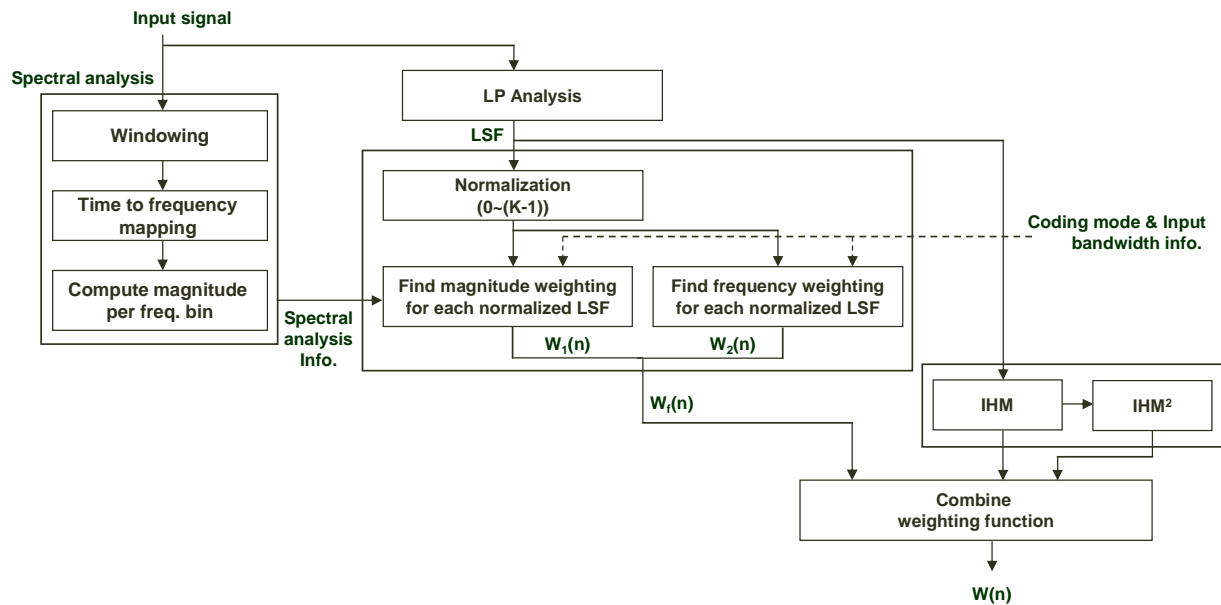 Input signal
Spectral analysis
Windowing
Time to frequency
mapping
Compute magnitude
per freq. bin
LP Analysis
LSF
Normalization
(0~(K-1))
Coding mode & Input
bandwidth info.
Find magnitude weighting
for each normalized LSF
Find frequency weighting
for each normalized LSF
Spectral
analysis
Info.
W₁(n)
W₂(n)
W_f(n)
IHM
IHM²
Combine
weighting function
W(n)